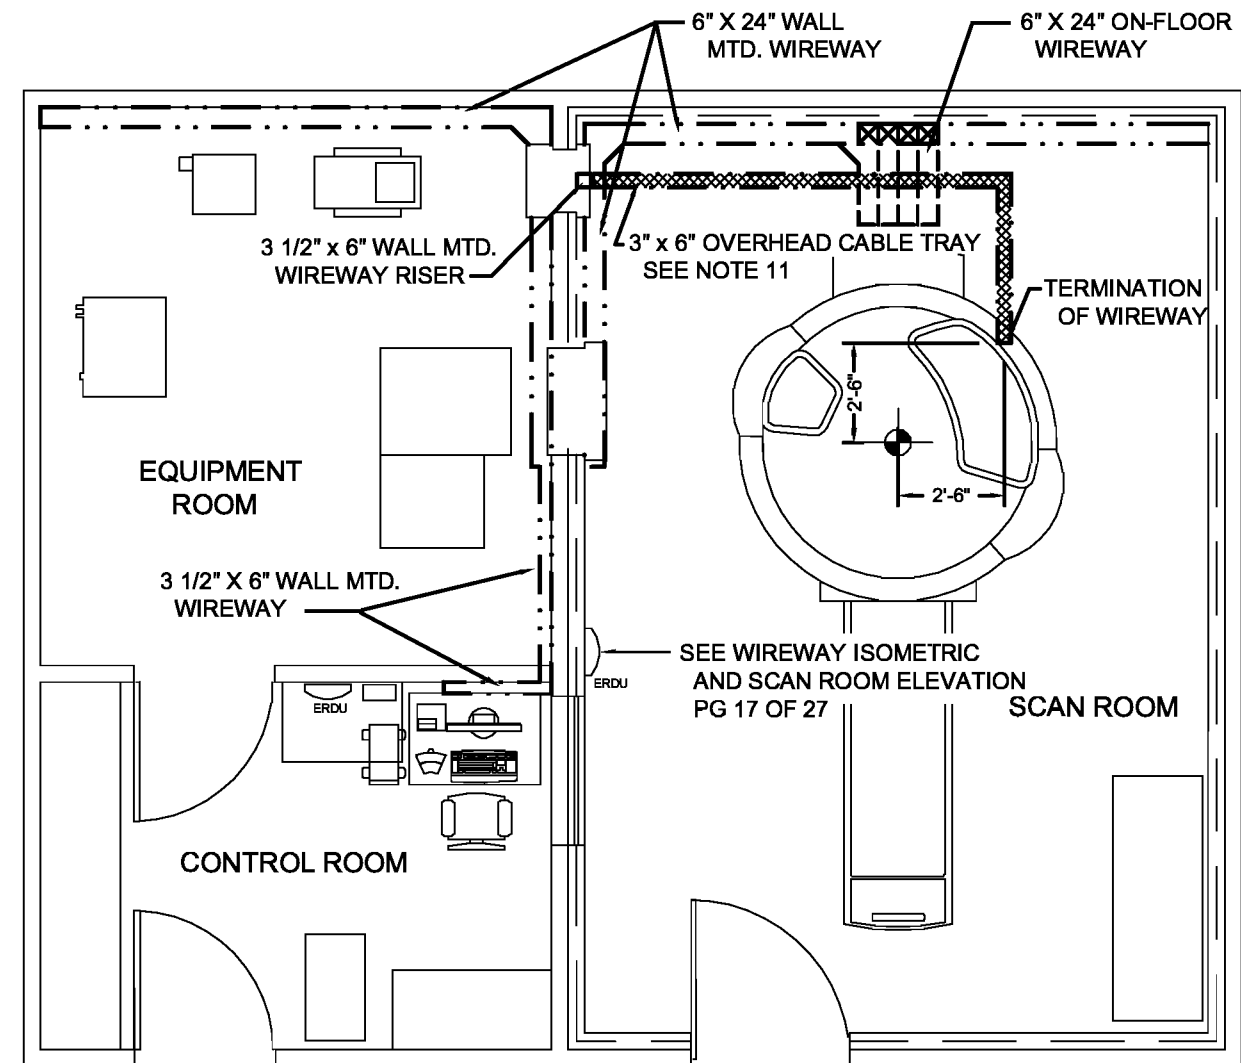 6" X 24" WALL
MTD. WIREWAY
6" X 24" ON-FLOOR
WIREWAY
3 1/2" x 6" WALL MTD.
WIREWAY RISER
3" x 6" OVERHEAD CABLE TRAY
SEE NOTE 11
TERMINATION
OF WIREWAY
2'-6"
2'-6"
EQUIPMENT
ROOM
3 1/2" X 6" WALL MTD.
WIREWAY
SEE WIREWAY ISOMETRIC
AND SCAN ROOM ELEVATION
PG 17 OF 27
ERDU
SCAN ROOM
ERDU
CONTROL ROOM